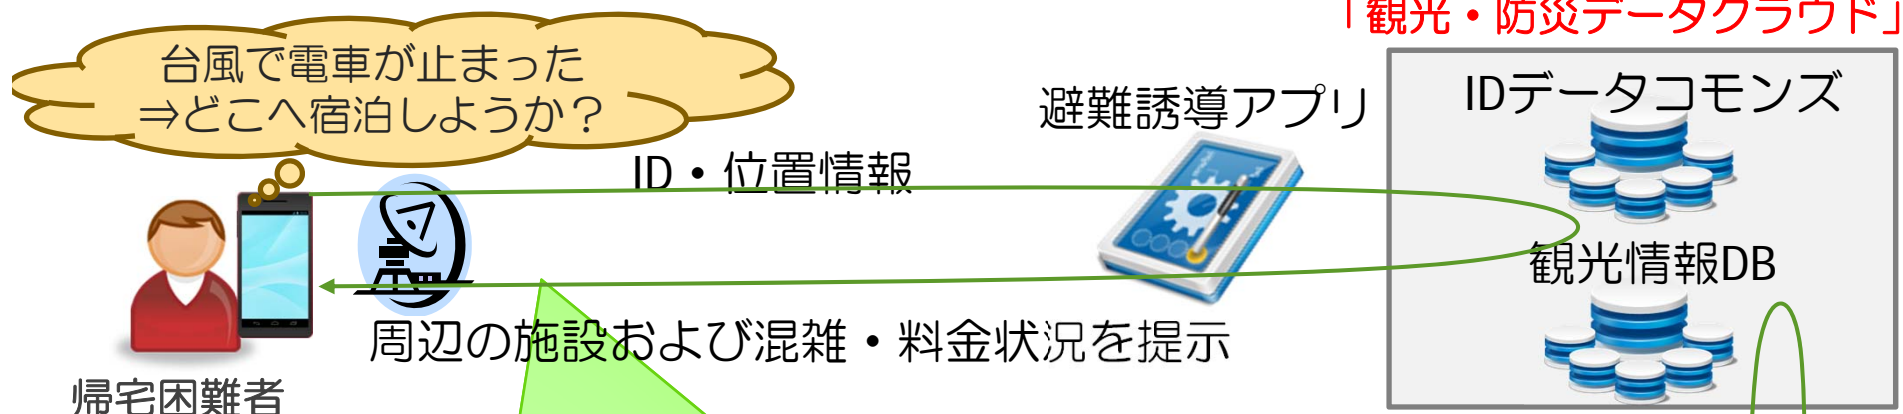 「観光・防災データクラウド」
台風で電車が止まった
⇒どこへ宿泊しようか？
避難誘導アプリ
IDデータコモンズ
ID・位置情報
観光情報DB
周辺の施設および混雑・料金状況を提示
帰宅困難者